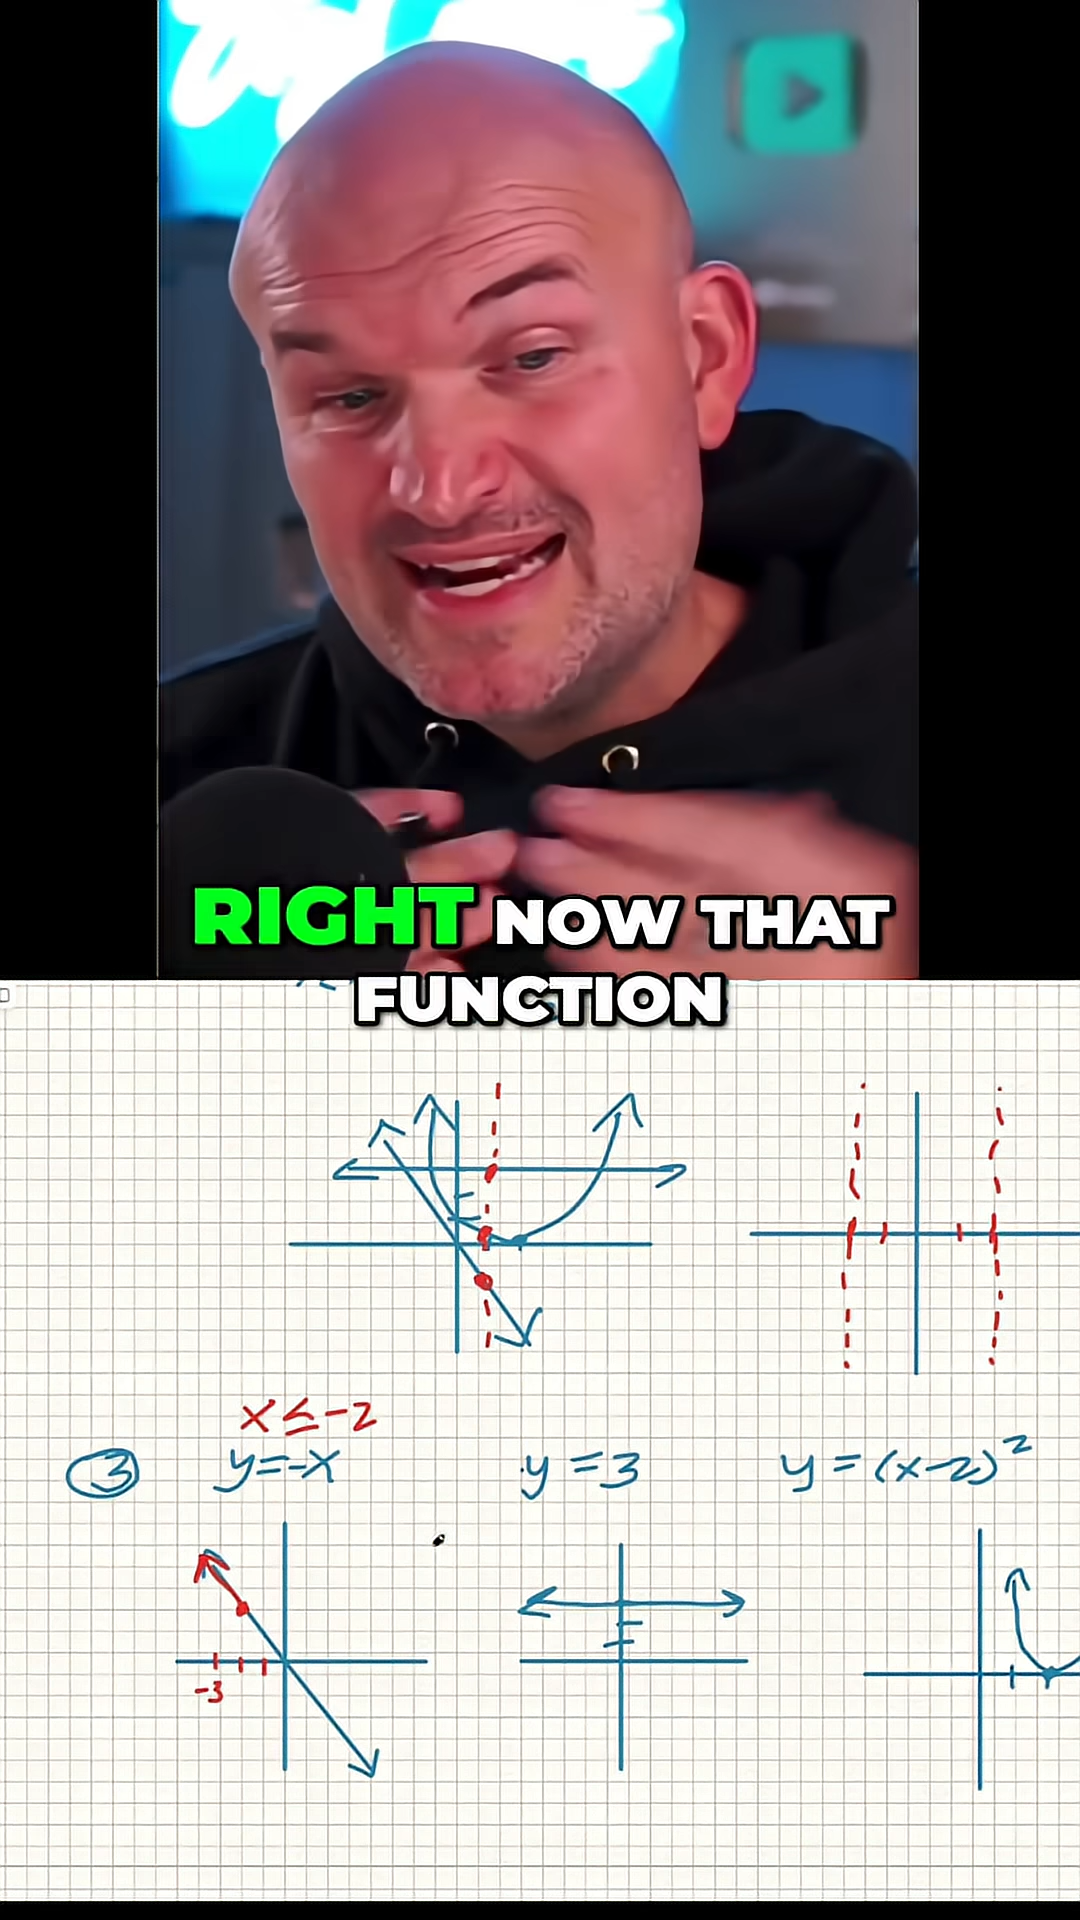 RIGHT NOW THAT
FUNCTION
x ≤ -2
3 y=-x y=3 y=(x-2)²
-3